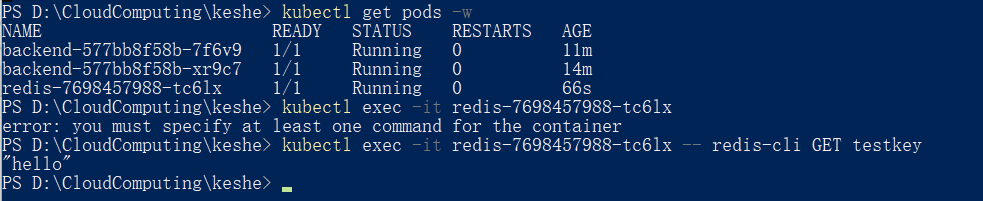 PS D:\CloudComputing\keshe> kubectl get pods -w
NAME                       READY   STATUS    RESTARTS   AGE
backend-577bb8f58b-7f6v9   1/1     Running   0          11m
backend-577bb8f58b-xr9c7   1/1     Running   0          14m
redis-7698457988-tc6lx     1/1     Running   0          66s
PS D:\CloudComputing\keshe> kubectl exec -it redis-7698457988-tc6lx
error: you must specify at least one command for the container
PS D:\CloudComputing\keshe> kubectl exec -it redis-7698457988-tc6lx -- redis-cli GET testkey
"hello"
PS D:\CloudComputing\keshe>